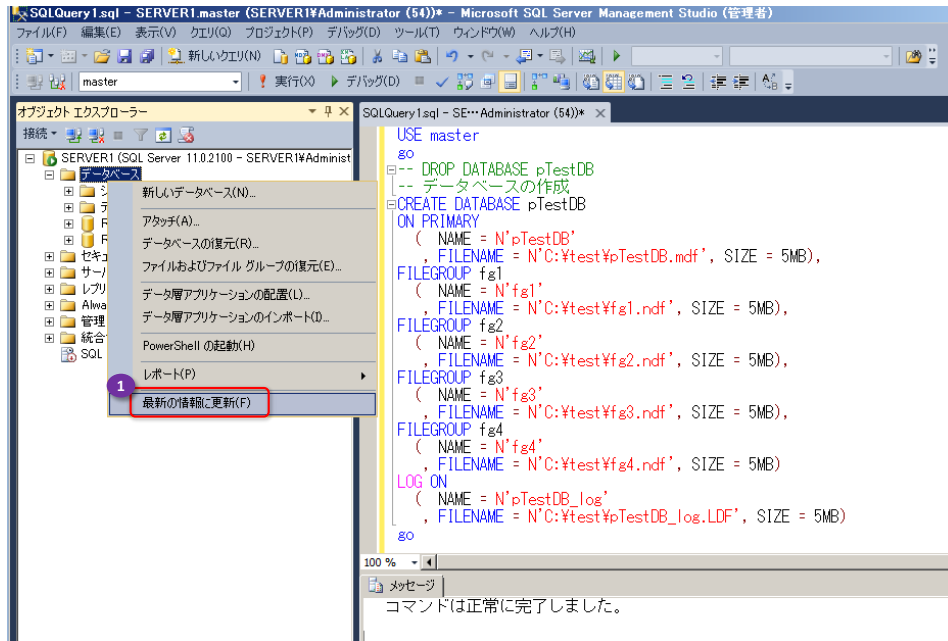 SQLQuery1.sql - SERVER1.master (SERVER1¥Administrator (54))* - Microsoft SQL Server Management Studio (管理者)
ファイル(F) 編集(E) 表示(V) クエリ(Q) プロジェクト(P) デバッグ(D) ツール(T) ウィンドウ(W) ヘルプ(H)
新しいクエリ(N)
master 実行(X) デバッグ(D)
オブジェクト エクスプローラー
接続
SERVER1 (SQL Server 11.0.2100 - SERVER1¥Administ
データベース
セキュ
サー
レプリ
Alwa
管理
統合
SQL
新しいデータベース(N)...
アタッチ(A)...
データベースの復元(R)...
ファイルおよびファイル グループの復元(E)...
データ層アプリケーションの配置(L)...
データ層アプリケーションのインポート(I)...
PowerShell の起動(H)
レポート(P)
1
最新の情報に更新(F)
SQLQuery1.sql - SE...Administrator (54))*
USE master
go
-- DROP DATABASE pTestDB
-- データベースの作成
CREATE DATABASE pTestDB
ON PRIMARY
( NAME = N'pTestDB'
, FILENAME = N'C:¥test¥pTestDB.mdf', SIZE = 5MB),
FILEGROUP fg1
( NAME = N'fg1'
, FILENAME = N'C:¥test¥fg1.ndf', SIZE = 5MB),
FILEGROUP fg2
( NAME = N'fg2'
, FILENAME = N'C:¥test¥fg2.ndf', SIZE = 5MB),
FILEGROUP fg3
( NAME = N'fg3'
, FILENAME = N'C:¥test¥fg3.ndf', SIZE = 5MB),
FILEGROUP fg4
( NAME = N'fg4'
, FILENAME = N'C:¥test¥fg4.ndf', SIZE = 5MB)
LOG ON
( NAME = N'pTestDB_log'
, FILENAME = N'C:¥test¥pTestDB_log.LDF', SIZE = 5MB)
go
100 %
メッセージ
コマンドは正常に完了しました。